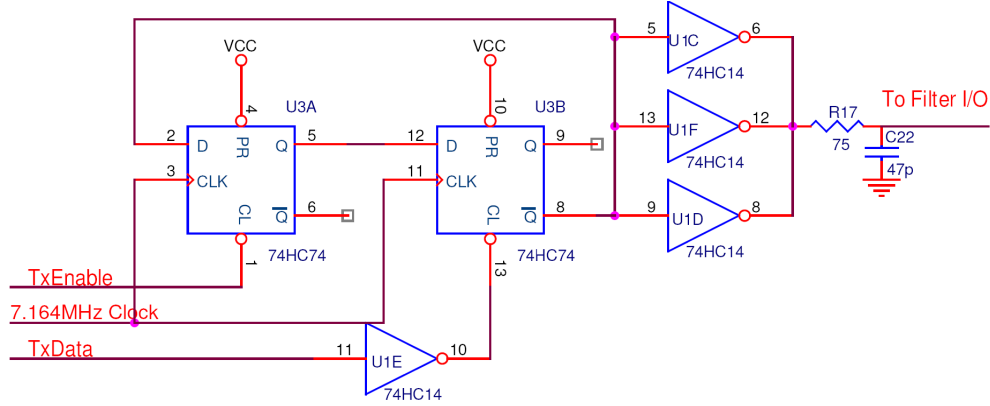 VCC
VCC
5
U1C
6
74HC14
4
U3A
10
U3B
To Filter I/O
2
D
PR
Q
5
12
D
PR
Q
9
13
U1F
12
74HC14
R17
75
C22
47p
3
CLK
11
CLK
CL
Q
6
CL
Q
8
9
U1D
8
74HC14
1
74HC74
13
74HC74
TxEnable
7.164MHz Clock
TxData
11
U1E
10
74HC14